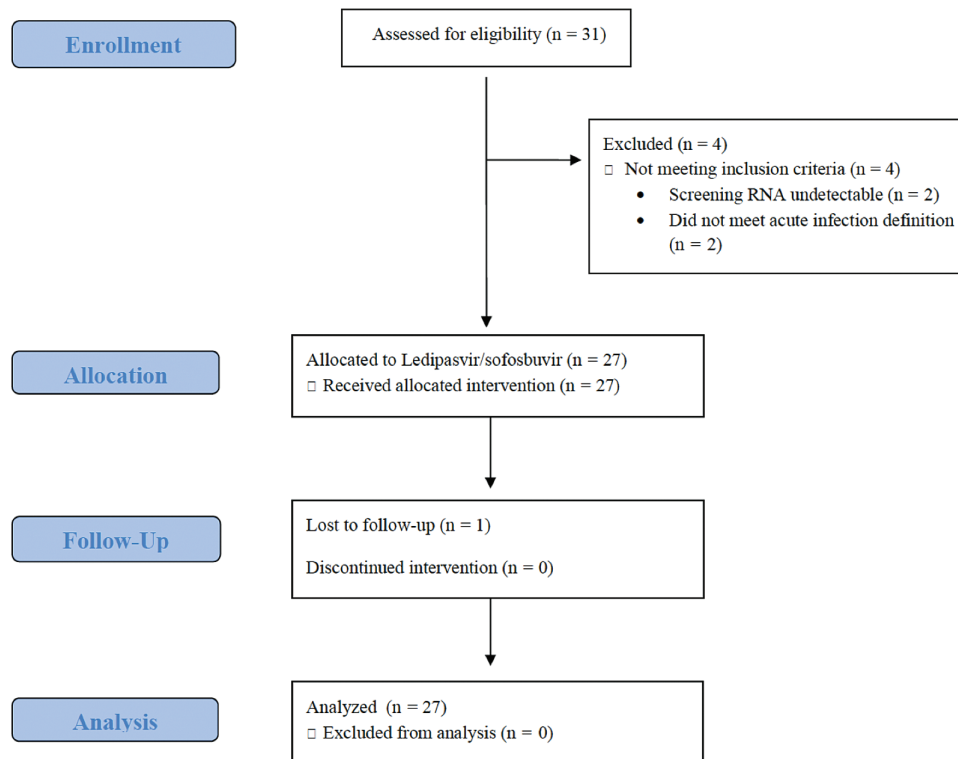 Enrollment
Assessed for eligibility (n = 31)
Excluded (n = 4)
□ Not meeting inclusion criteria (n = 4)
• Screening RNA undetectable (n = 2)
• Did not meet acute infection definition
(n = 2)
Allocation
Allocated to Ledipasvir/sofosbuvir (n = 27)
□ Received allocated intervention (n = 27)
Follow-Up
Lost to follow-up (n = 1)
Discontinued intervention (n = 0)
Analysis
Analyzed (n = 27)
□ Excluded from analysis (n = 0)